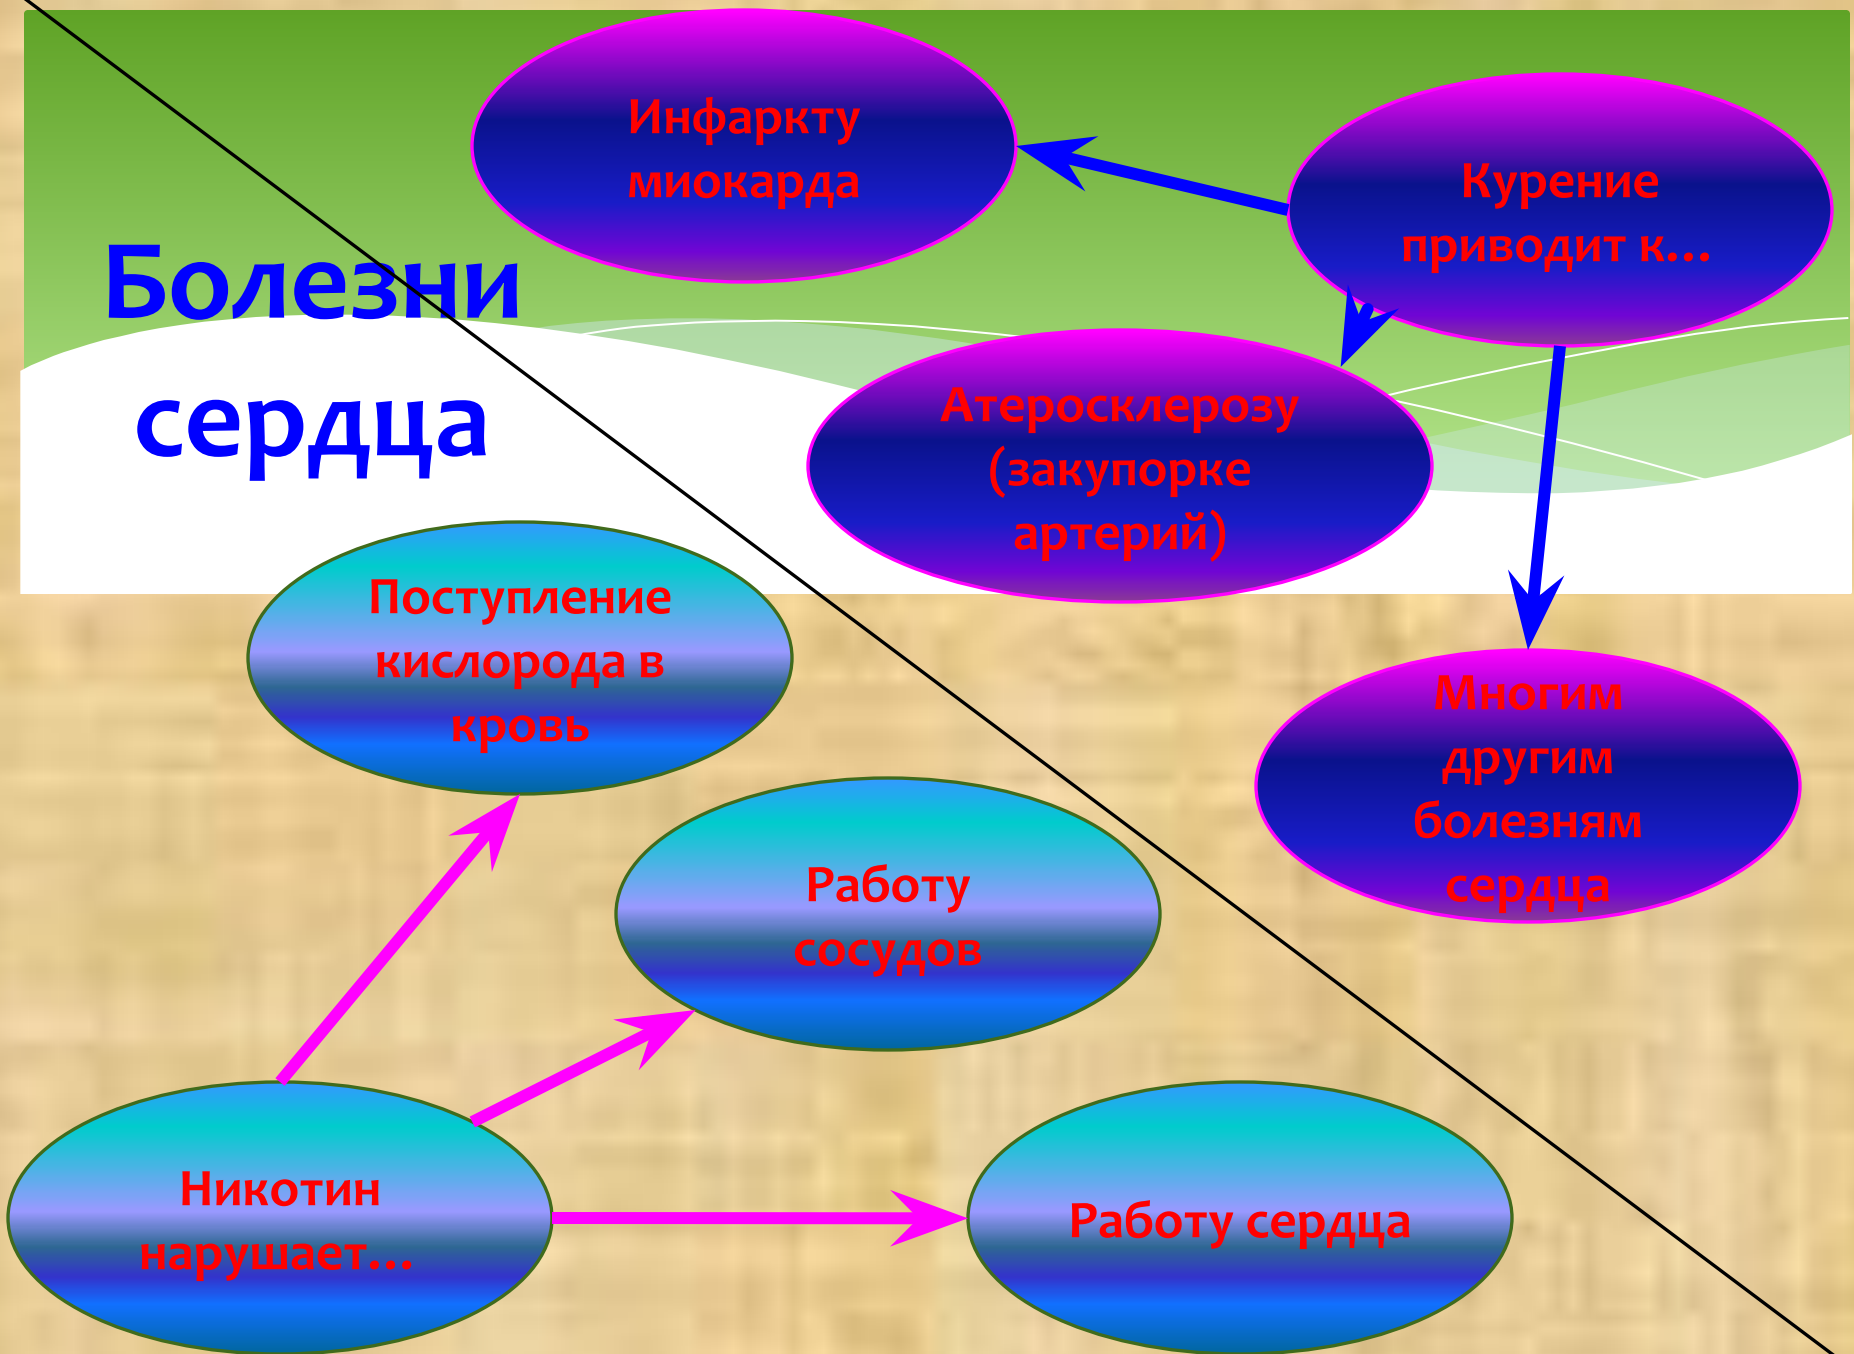 Болезни
сердца
Инфаркту
миокарда
Курение
приводит к...
Атеросклерозу
(закупорке
артерий)
Многим
другим
болезням
сердца
Поступление
кислорода в
кровь
Работу
сосудов
Никотин
нарушает...
Работу сердца